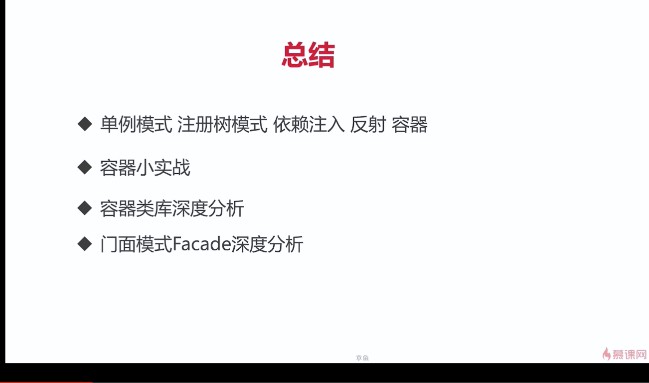 总结
◆ 单例模式 注册树模式 依赖注入 反射 容器
◆ 容器小实战
◆ 容器类库深度分析
◆ 门面模式Facade深度分析
慕课网